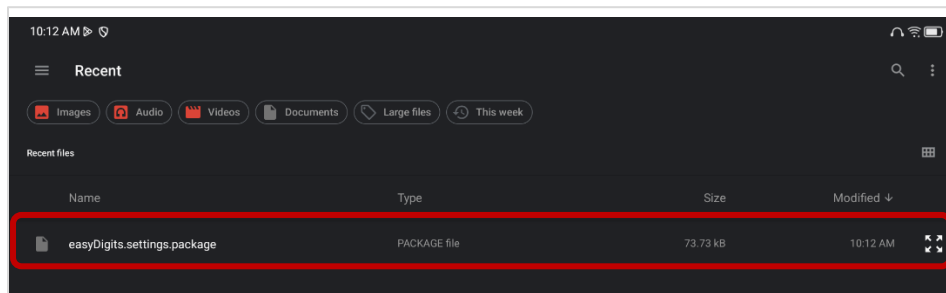 10:12 AM
Recent
Images Audio Videos Documents Large files This week
Recent files
Name Type Size Modified
easyDigits.settings.package PACKAGE file 73.73 kB 10:12 AM